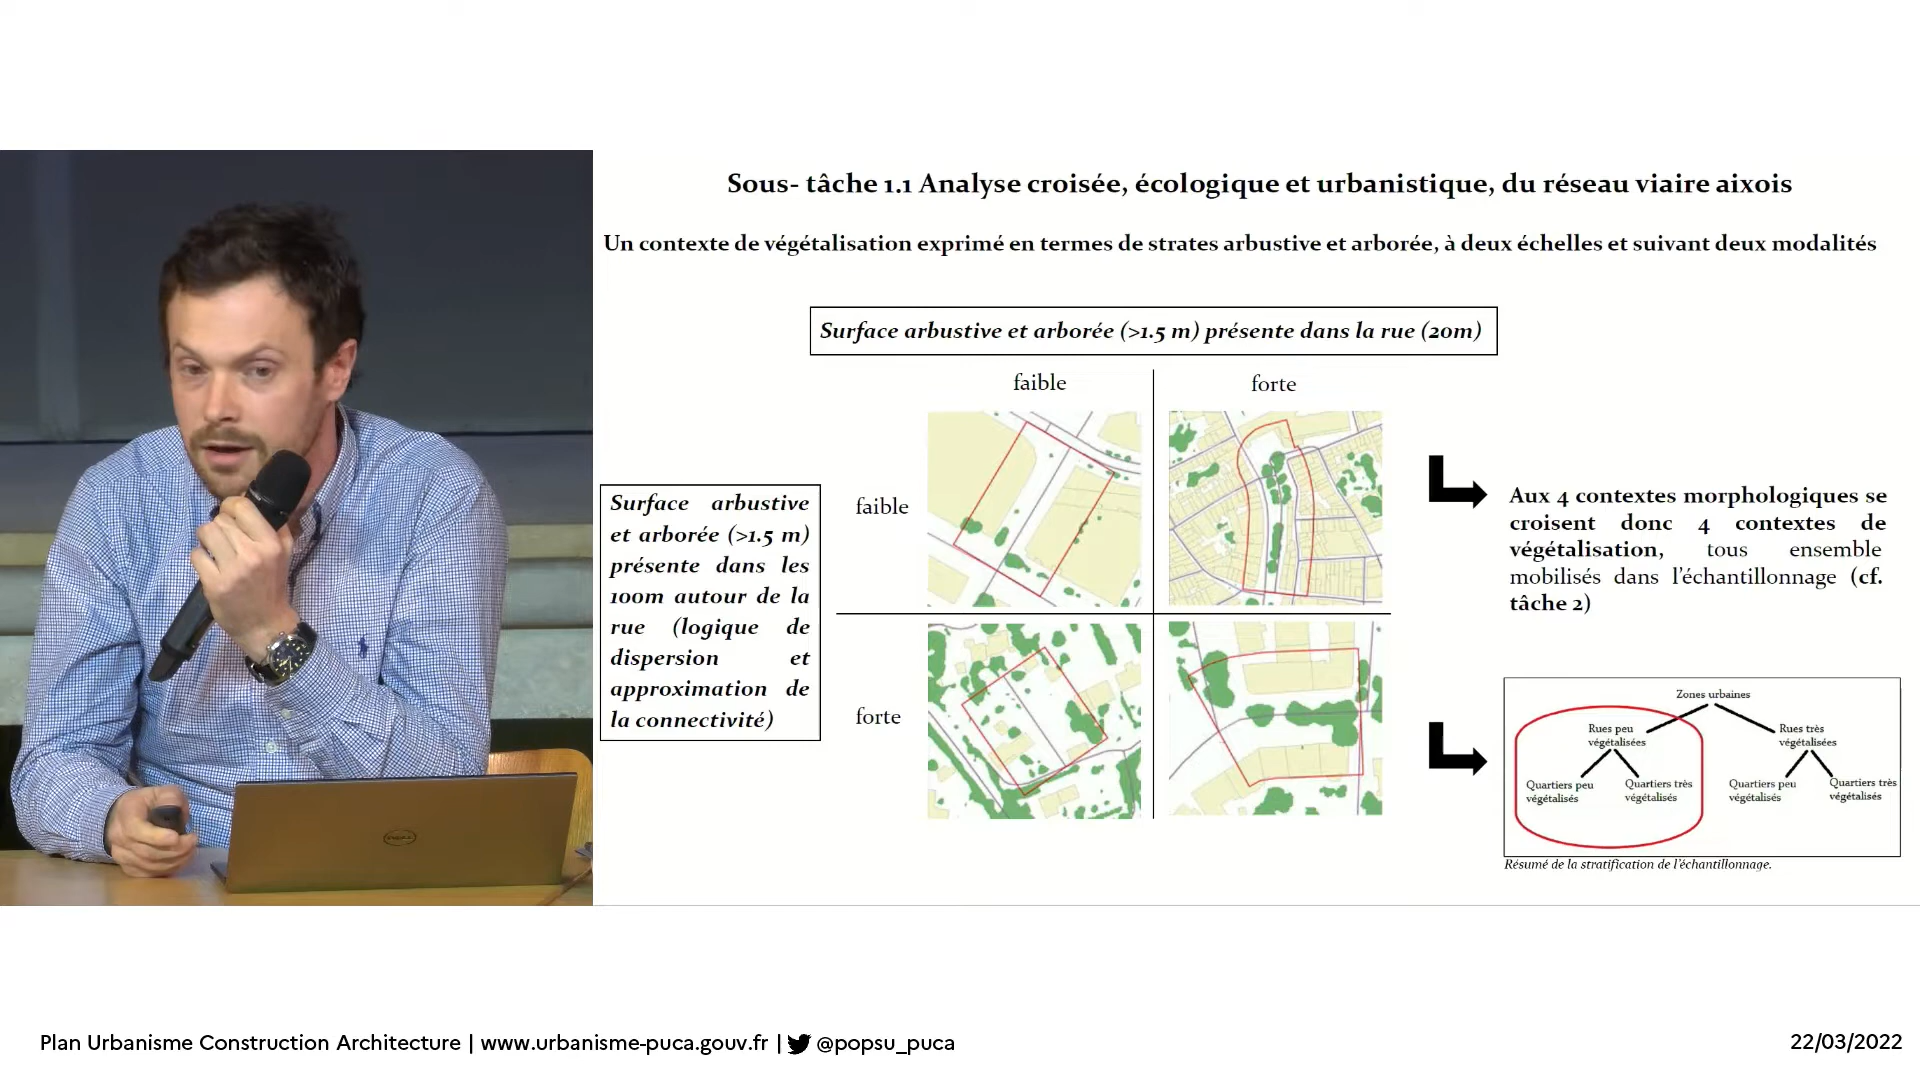 Sous- tâche 1.1 Analyse croisée, écologique et urbanistique, du réseau viaire aixois
Un contexte de végétalisation exprimé en termes de strates arbustive et arborée, à deux échelles et suivant deux modalités
Surface arbustive et arborée (>1.5 m) présente dans la rue (20m)
faible
forte
faible
forte
Surface arbustive
et arborée (>1.5 m)
présente dans les
100m autour de la
rue (logique de
dispersion et
approximation de
la connectivité)
Aux 4 contextes morphologiques se
croisent donc 4 contextes de
végétalisation, tous ensemble
mobilisés dans l'échantillonnage (cf.
tâche 2)
Zones urbaines
Rues peu
végétalisées
Rues très
végétalisées
Quartiers peu
végétalisés
Quartiers très
végétalisés
Quartiers peu
végétalisés
Quartiers très
végétalisés
Résumé de la stratification de l'échantillonnage.
DELL
Plan Urbanisme Construction Architecture | www.urbanisme-puca.gouv.fr | @popsu_puca
22/03/2022